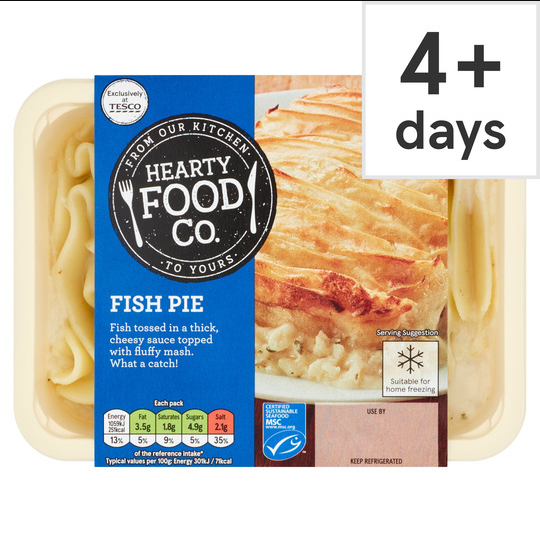 4+
days
Exclusively
at
TESCO
· FROM OUR KITCHEN ·
HEARTY
FOOD
CO.
· TO YOURS ·
FISH PIE
Fish tossed in a thick,
cheesy sauce topped
with fluffy mash.
What a catch!
Serving Suggestion
Suitable for
home freezing
Each pack
Energy
1059kJ
251kcal
13%
Fat
3.5g
5%
Saturates
1.8g
9%
Sugars
4.9g
5%
Salt
2.1g
35%
of the reference intake*
Typical values per 100g: Energy 301kJ / 71kcal
CERTIFIED
SUSTAINABLE
SEAFOOD
MSC
www.msc.org
TM
USE BY
KEEP REFRIGERATED